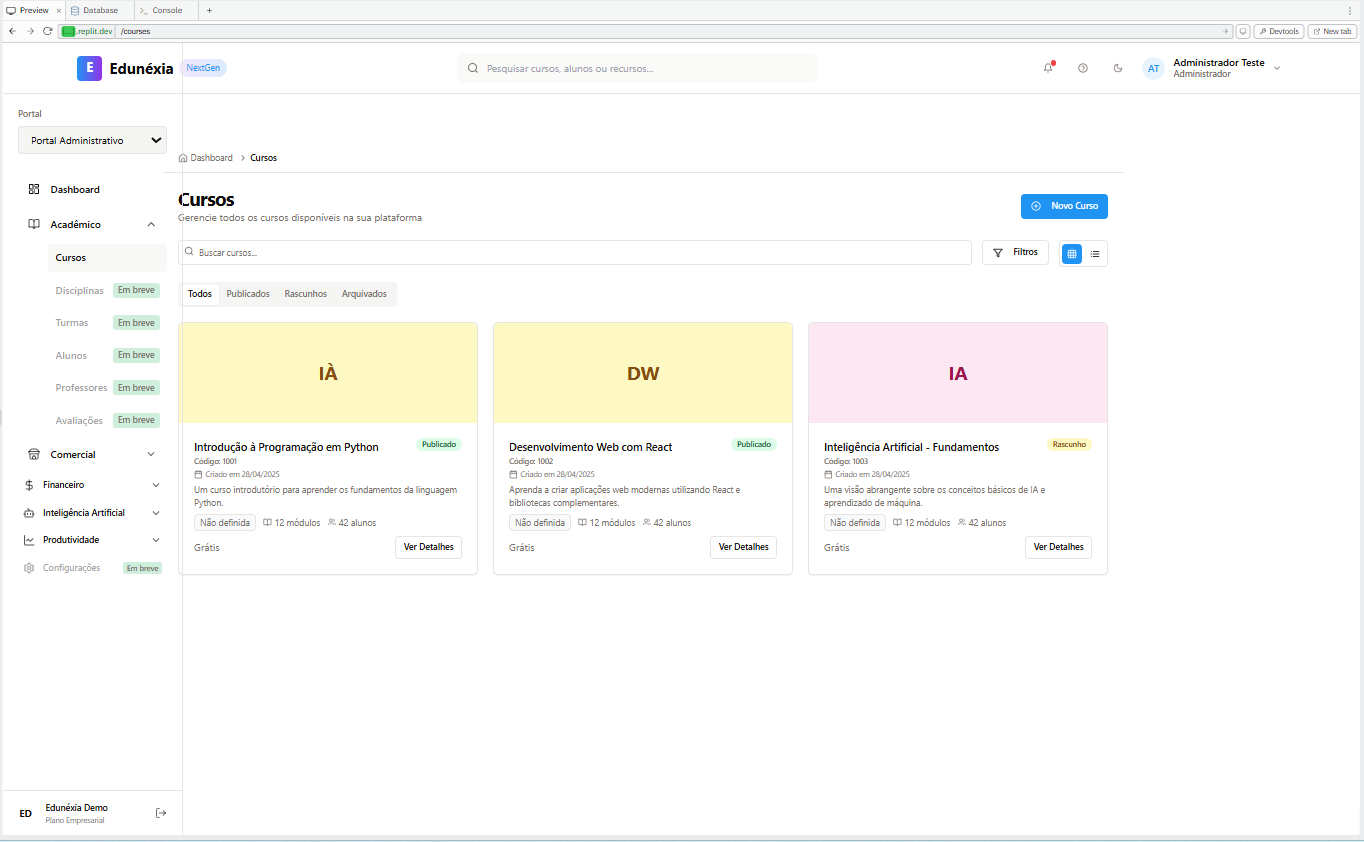 Preview
Database
Console
[...].replit.dev
/courses
Devtools
New tab
E
Edunéxia
NextGen
Pesquisar cursos, alunos ou recursos...
AT
Administrador Teste
Administrador
Portal
Portal Administrativo
Dashboard
Acadêmico
Cursos
Disciplinas Em breve
Turmas Em breve
Alunos Em breve
Professores Em breve
Avaliações Em breve
Comercial
Financeiro
Inteligência Artificial
Produtividade
Configurações Em breve
ED
Edunéxia Demo
Plano Empresarial
Dashboard > Cursos
Cursos
Gerencie todos os cursos disponíveis na sua plataforma
Novo Curso
Buscar cursos...
Filtros
Todos Publicados Rascunhos Arquivados
IÀ
Introdução à Programação em Python
Publicado
Código: 1001
Criado em 28/04/2025
Um curso introdutório para aprender os fundamentos da linguagem
Python.
Não definida 12 módulos 42 alunos
Grátis
Ver Detalhes
DW
Desenvolvimento Web com React
Publicado
Código: 1002
Criado em 28/04/2025
Aprenda a criar aplicações web modernas utilizando React e
bibliotecas complementares.
Não definida 12 módulos 42 alunos
Grátis
Ver Detalhes
IA
Inteligência Artificial - Fundamentos
Rascunho
Código: 1003
Criado em 28/04/2025
Uma visão abrangente sobre os conceitos básicos de IA e
aprendizado de máquina.
Não definida 12 módulos 42 alunos
Grátis
Ver Detalhes